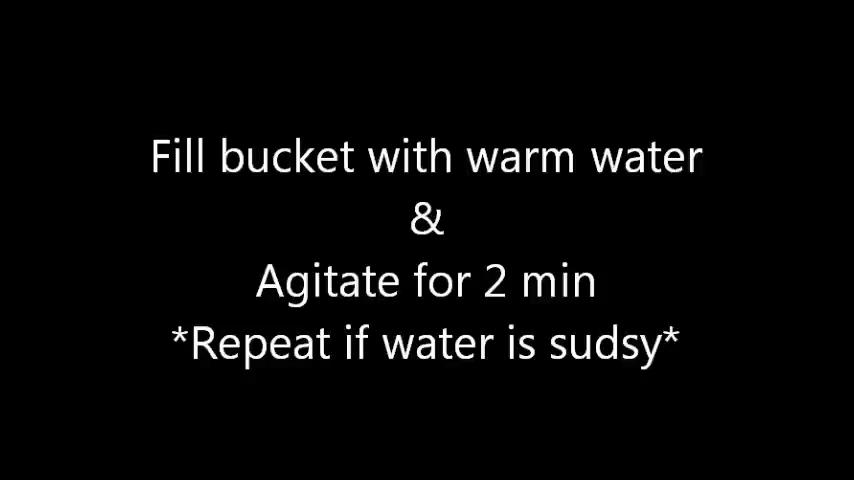 Fill bucket with warm water
&
Agitate for 2 min
*Repeat if water is sudsy*